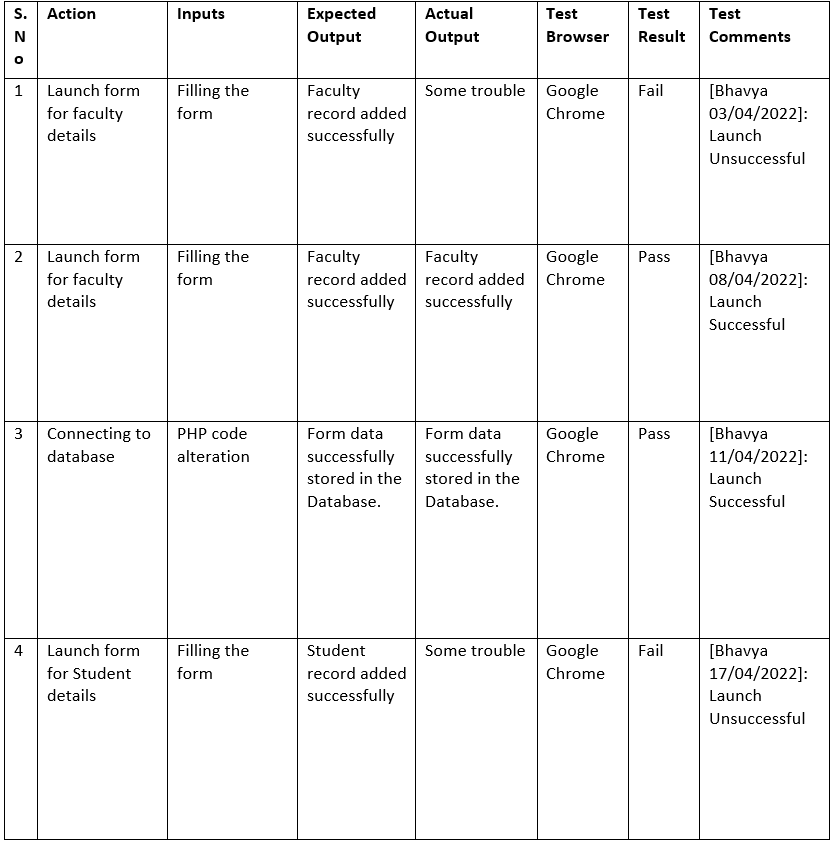 S.No Action Inputs Expected Output Actual Output Test Browser Test Result Test Comments
1 Launch form for faculty details Filling the form Faculty record added successfully Some trouble Google Chrome Fail [Bhavya 03/04/2022]: Launch Unsuccessful
2 Launch form for faculty details Filling the form Faculty record added successfully Faculty record added successfully Google Chrome Pass [Bhavya 08/04/2022]: Launch Successful
3 Connecting to database PHP code alteration Form data successfully stored in the Database. Form data successfully stored in the Database. Google Chrome Pass [Bhavya 11/04/2022]: Launch Successful
4 Launch form for Student details Filling the form Student record added successfully Some trouble Google Chrome Fail [Bhavya 17/04/2022]: Launch Unsuccessful